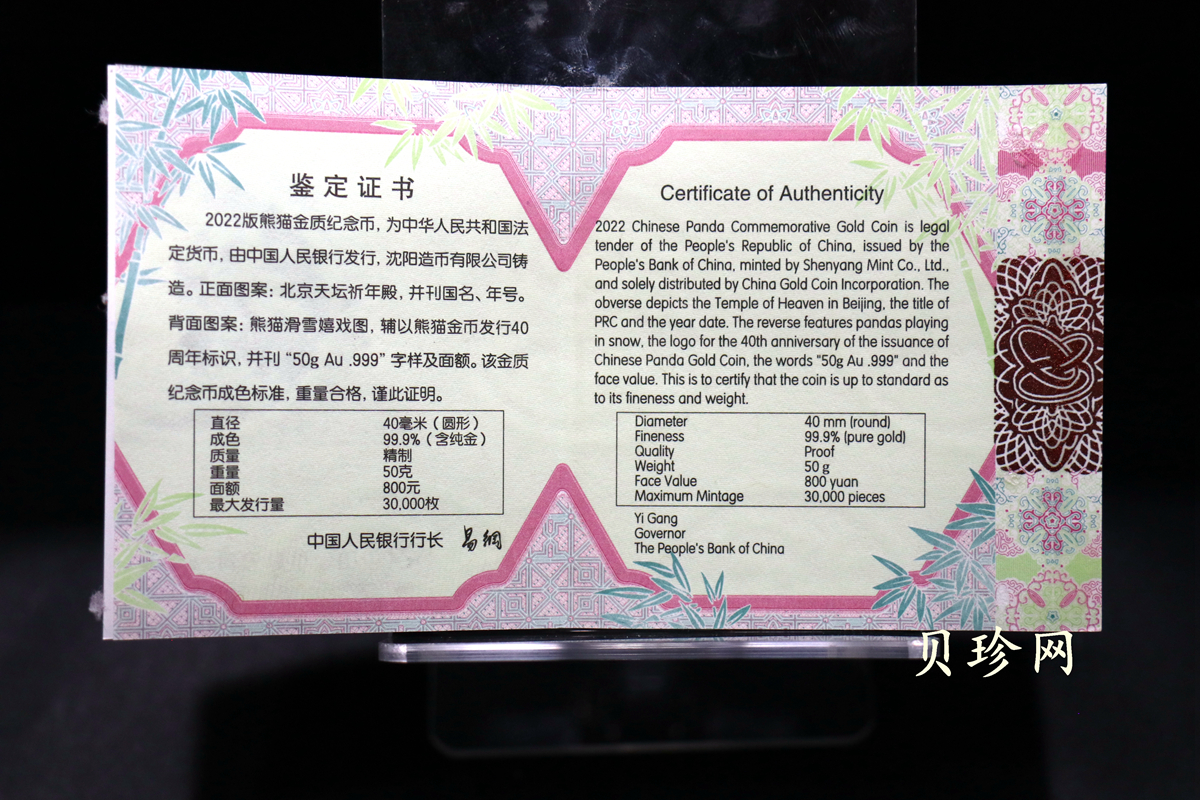 鉴定证书
2022版熊猫金质纪念币，为中华人民共和国法
定货币，由中国人民银行发行，沈阳造币有限公司铸
造。正面图案：北京天坛祈年殿，并刊国名、年号。
背面图案：熊猫滑雪嬉戏图，辅以熊猫金币发行40
周年标识，并刊“50g Au .999”字样及面额。该金质
纪念币成色标准，重量合格，谨此证明。
直径 40毫米（圆形）
成色 99.9%（含纯金）
质量 精制
重量 50克
面额 800元
最大发行量 30,000枚
中国人民银行行长 易纲
Certificate of Authenticity
2022 Chinese Panda Commemorative Gold Coin is legal
tender of the People's Republic of China, issued by the
People's Bank of China, minted by Shenyang Mint Co., Ltd.,
and solely distributed by China Gold Coin Incorporation. The
obverse depicts the Temple of Heaven in Beijing, the title of
PRC and the year date. The reverse features pandas playing
in snow, the logo for the 40th anniversary of the issuance of
Chinese Panda Gold Coin, the words "50g Au .999" and the
face value. This is to certify that the coin is up to standard as
to its fineness and weight.
Diameter 40 mm (round)
Fineness 99.9% (pure gold)
Quality Proof
Weight 50 g
Face Value 800 yuan
Maximum Mintage 30,000 pieces
Yi Gang
Governor
The People's Bank of China
贝珍网